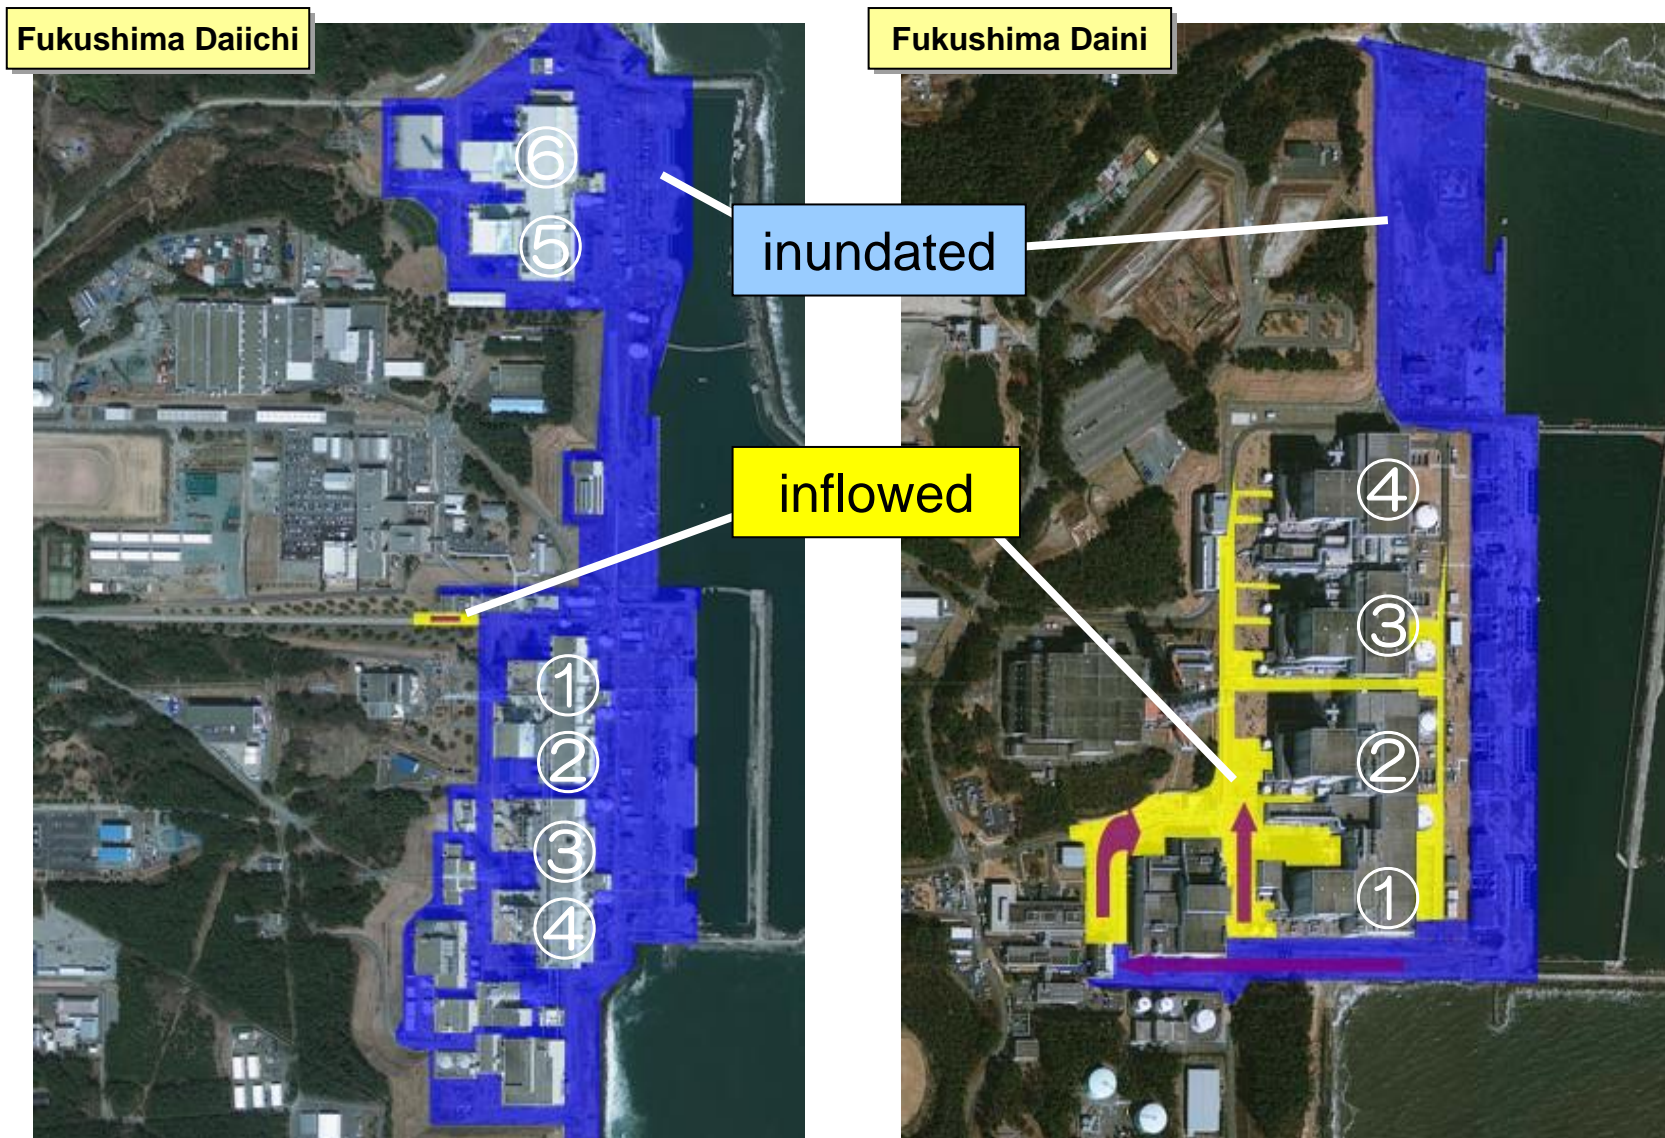 Fukushima Daiichi
Fukushima Daini
⑥
⑤
inundated
inflowed
①
②
③
④
④
③
②
①